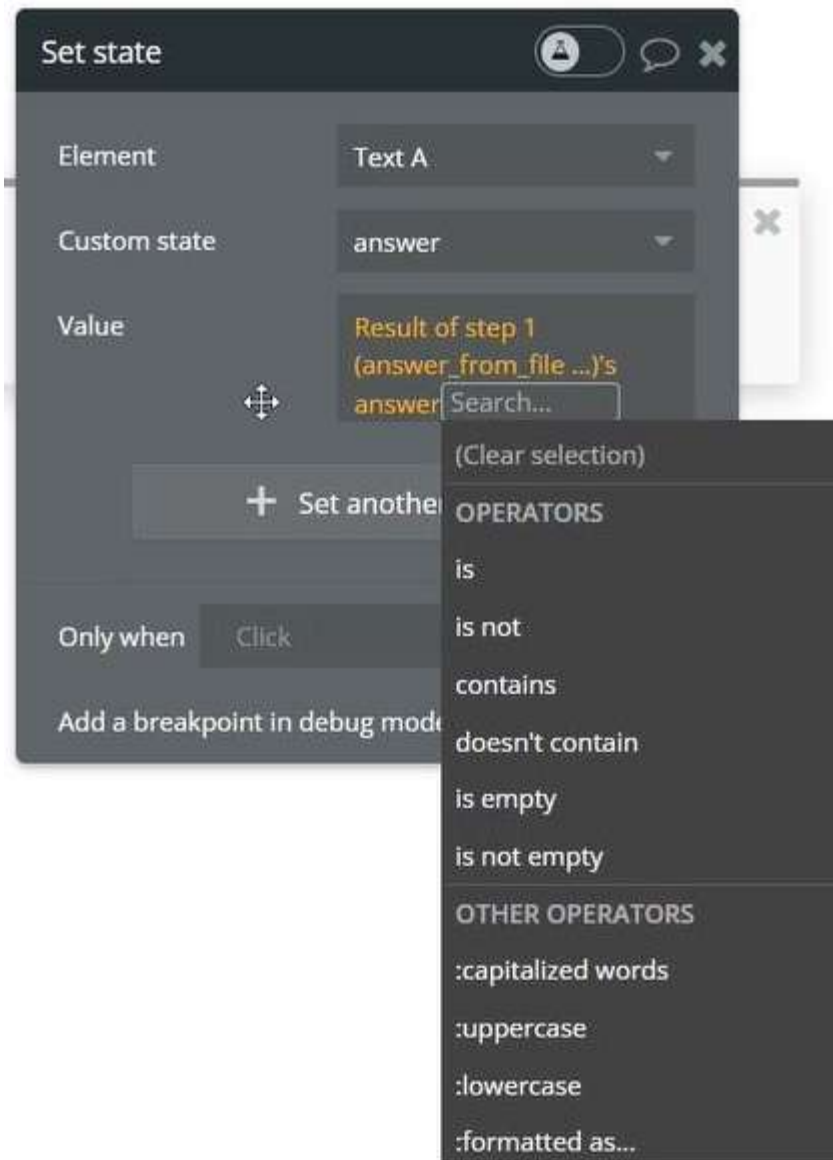 Set state
Element
Text A
Custom state
answer
Value
Result of step 1
(answer_from_file ...)'s
answer
Search...
(Clear selection)
Set another
OPERATORS
is
is not
Only when
Click
contains
Add a breakpoint in debug mode
doesn't contain
is empty
is not empty
OTHER OPERATORS
:capitalized words
:uppercase
:lowercase
:formatted as...